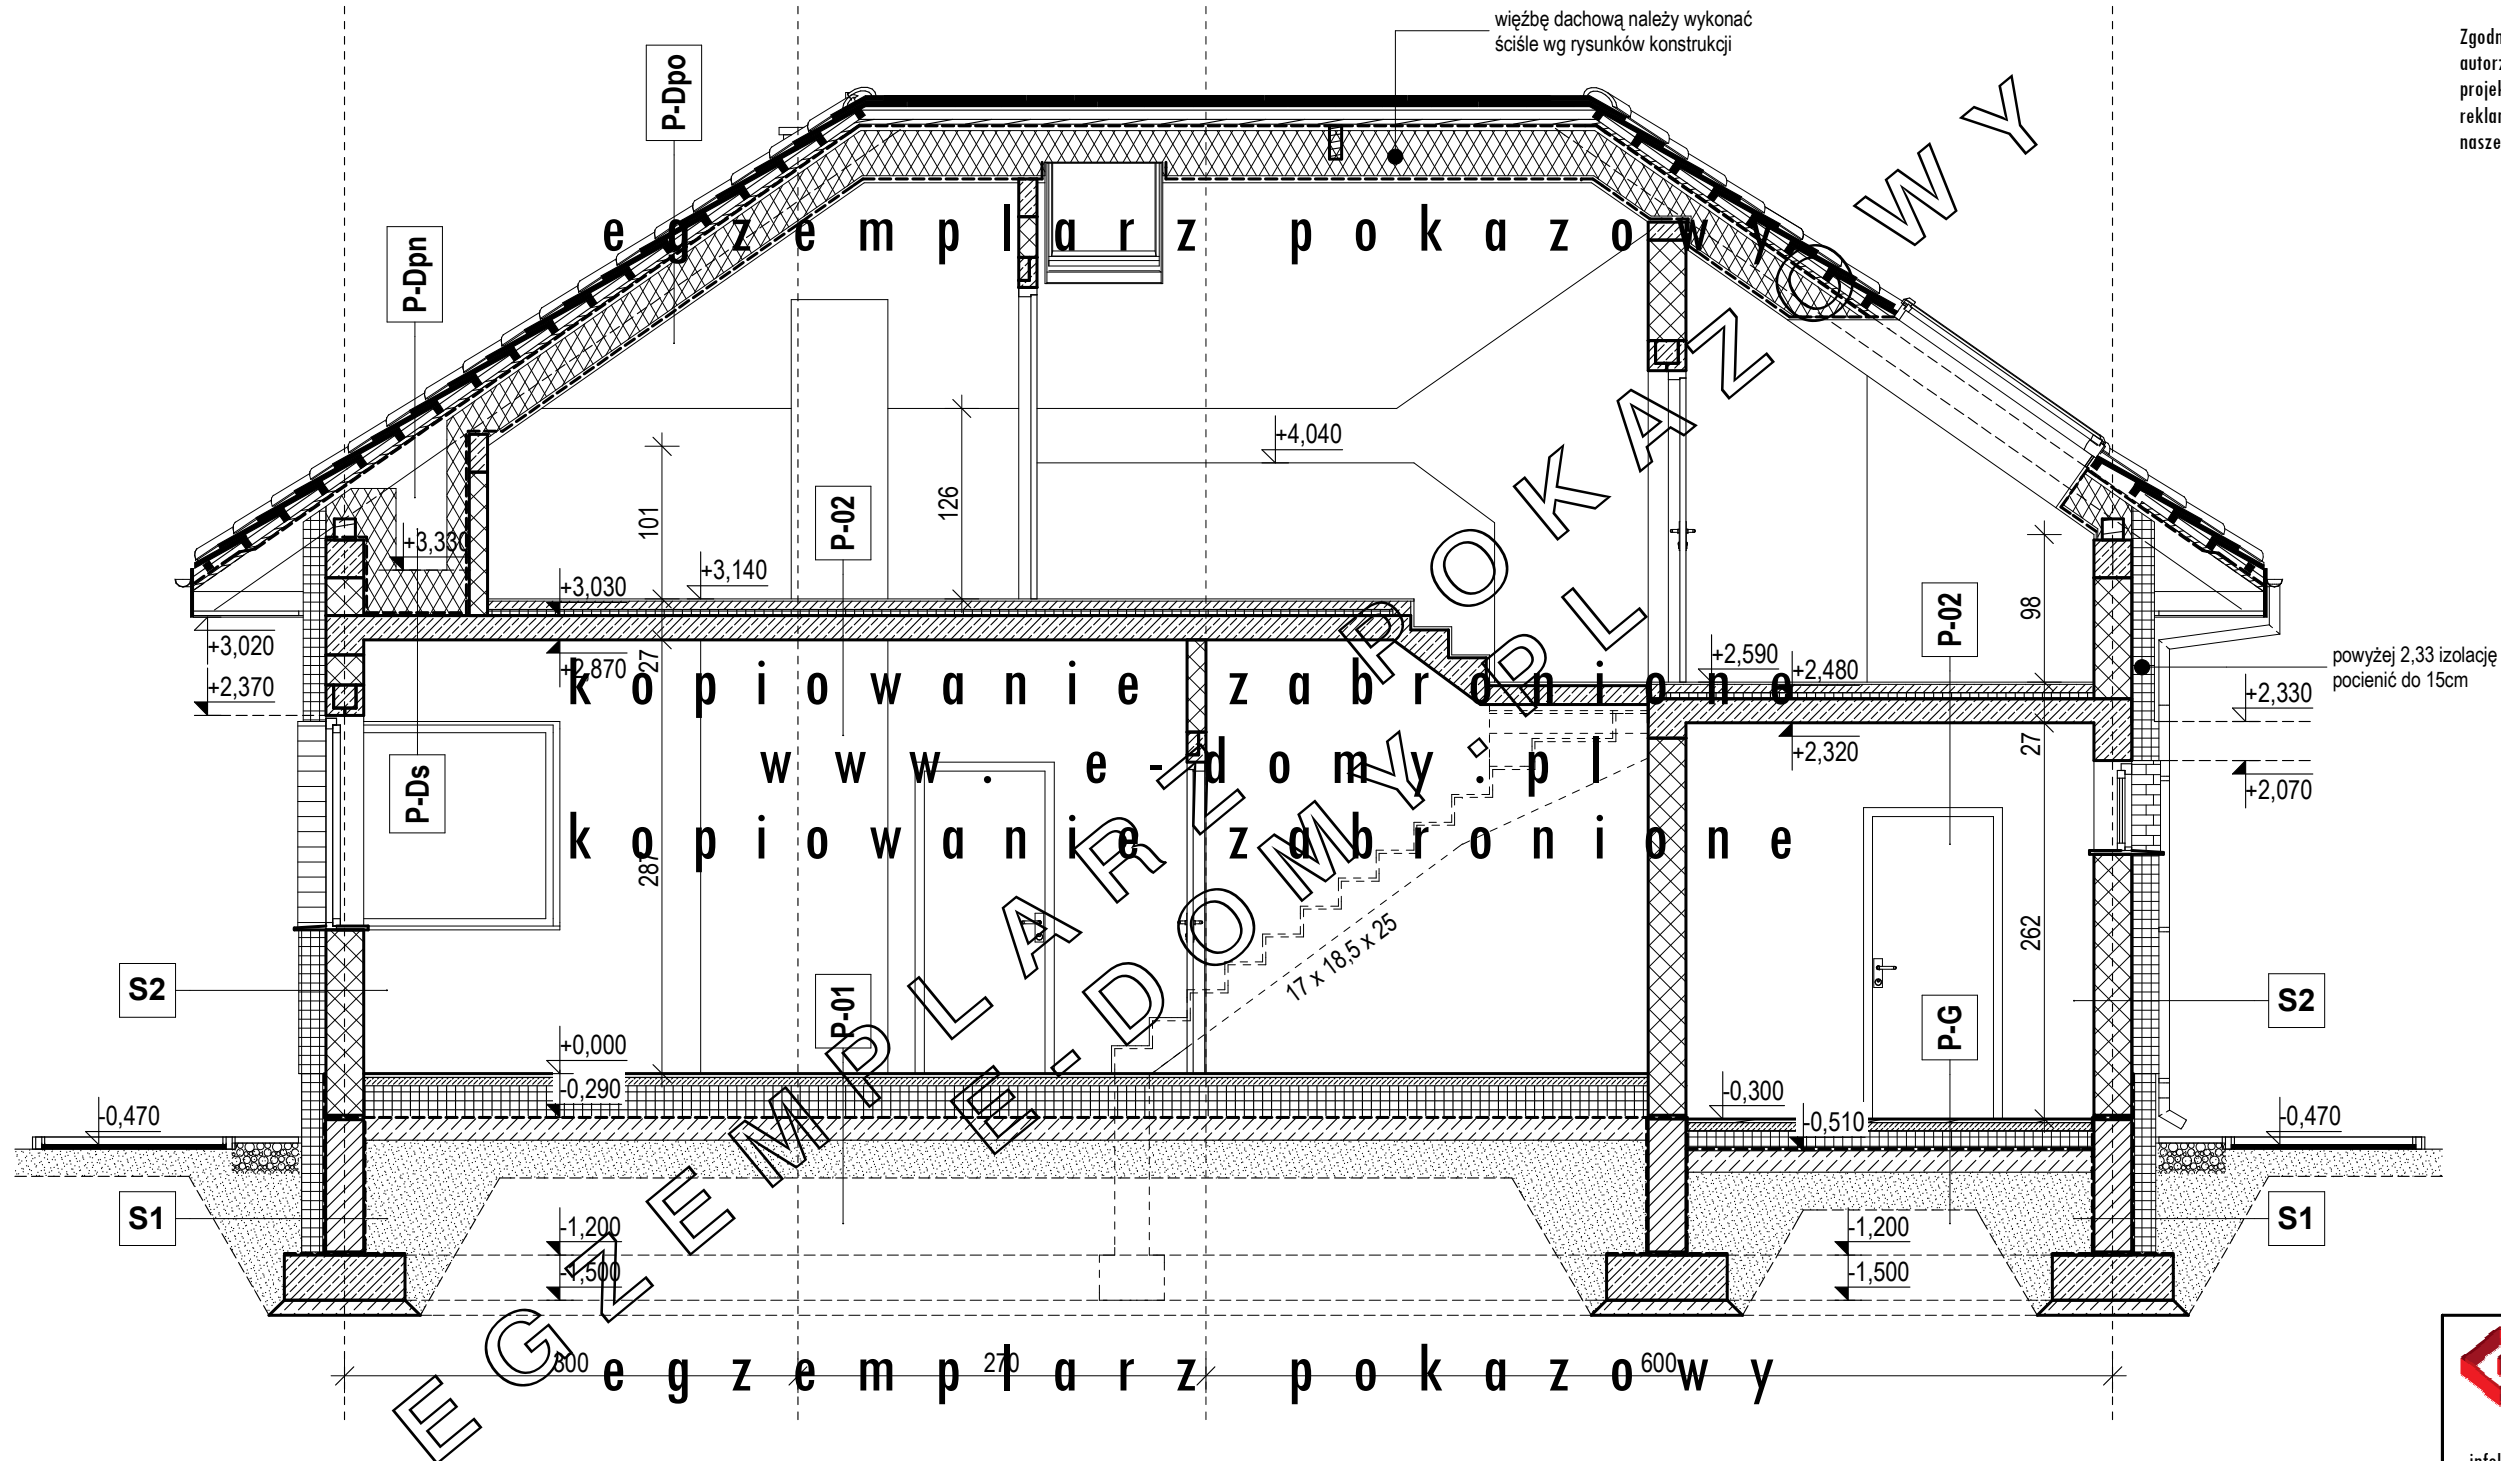 więźbę dachową należy wykonać
ściśle wg rysunków konstrukcji
P-Dpo
P-Dpn
egzemplarz pokazowy
+4,040
101
P-02
126
+3,330
+3,030
+3,140
P-02
98
+3,020
+2,370
+2,870
27
+2,590
+2,480
powyżej 2,33 izolację
pocienić do 15cm
+2,330
kopiowanie zabronione
www.e-domy.pl
+2,320
27
+2,070
P-Ds
kopiowanie zabronione
287
17 x 18,5 x 25
262
S2
S2
P-01
P-G
+0,000
-0,290
-0,300
-0,510
-0,470
-0,470
S1
S1
-1,200
-1,500
-1,200
-1,500
300
270
600
egzemplarz pokazowy
EGZEMPLARZ POKAZOWY
E-DOMY.PL